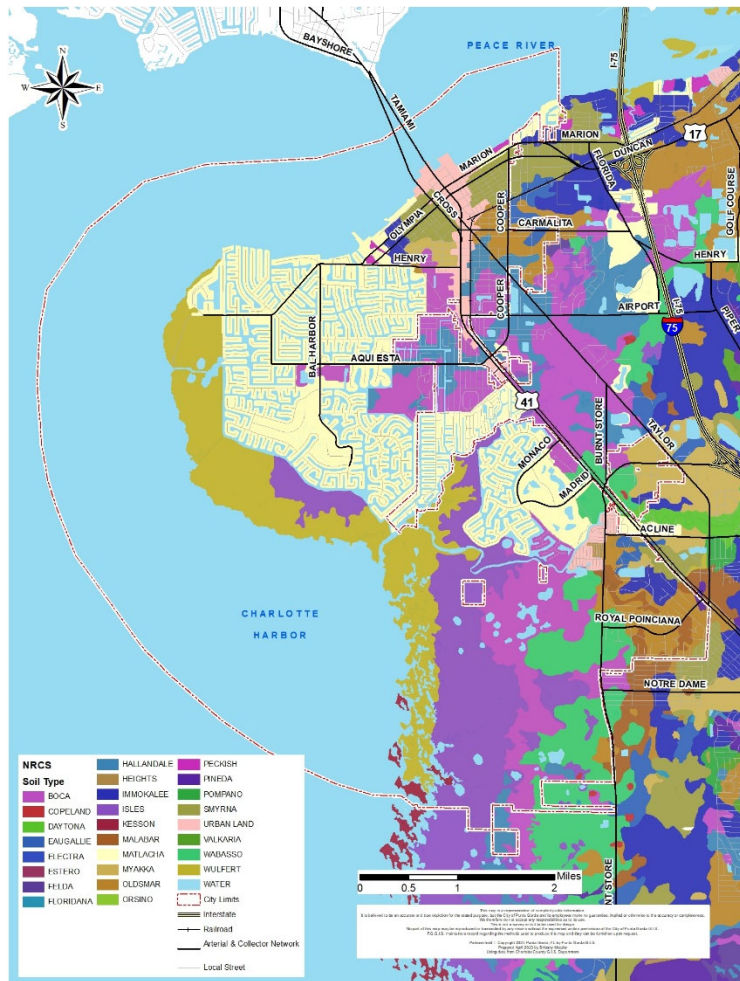 BAYSHORE
PEACE RIVER
I-75
N
W
E
S
TAMIAMI
MARION
17
DUNCAN
MARION
FLORIDA
GOLF COURSE
CROSS
COOPER
OLYMPIA
CARMALITA
HENRY
HENRY
COOPER
AIRPORT
I-75
PIPER
75
BAL HARBOR
AQUI ESTA
41
TAYLOR
BURNT STORE
MONACO
MADRID
ACLINE
CHARLOTTE
HARBOR
ROYAL POINCIANA
NOTRE DAME
NRCS
Soil Type
BOCA
COPELAND
DAYTONA
EAUGALLIE
ELECTRA
ESTERO
FELDA
FLORIDANA
HALLANDALE
HEIGHTS
IMMOKALEE
ISLES
KESSON
MALABAR
MATLACHA
MYAKKA
OLDSMAR
ORSINO
PECKISH
PINEDA
POMPANO
SMYRNA
URBAN LAND
VALKARIA
WABASSO
WULFERT
WATER
City Limits
Interstate
Railroad
Arterial & Collector Network
Local Street
Miles
0 0.5 1 2
NT STORE